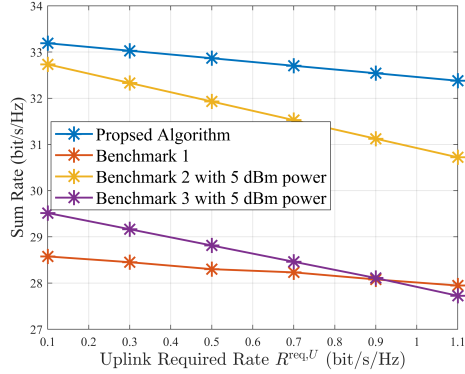 34
33
32
31
30
29
28
27
Sum Rate (bit/s/Hz)
Propsed Algorithm
Benchmark 1
Benchmark 2 with 5 dBm power
Benchmark 3 with 5 dBm power
0.1 0.2 0.3 0.4 0.5 0.6 0.7 0.8 0.9 1 1.1
Uplink Required Rate R^{req,U} (bit/s/Hz)